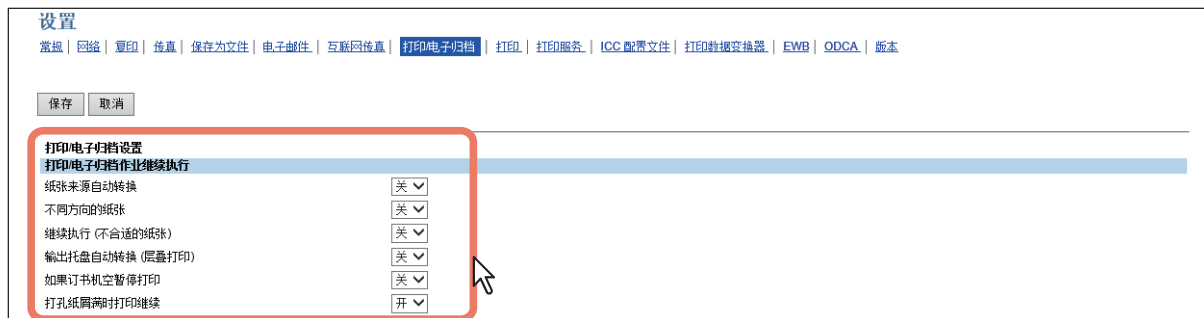 设置
常规 | 网络 | 复印 | 传真 | 保存为文件 | 电子邮件 | 互联网传真 | 打印/电子归档 | 打印 | 打印服务 | ICC 配置文件 | 打印数据变换器 | EWB | ODCA | 版本
保存 取消
打印/电子归档设置
打印/电子归档作业继续执行
纸张来源自动转换 关
不同方向的纸张 关
继续执行 (不合适的纸张) 关
输出托盘自动转换 (层叠打印) 关
如果订书机空暂停打印 关
打孔纸屑满时打印继续 开